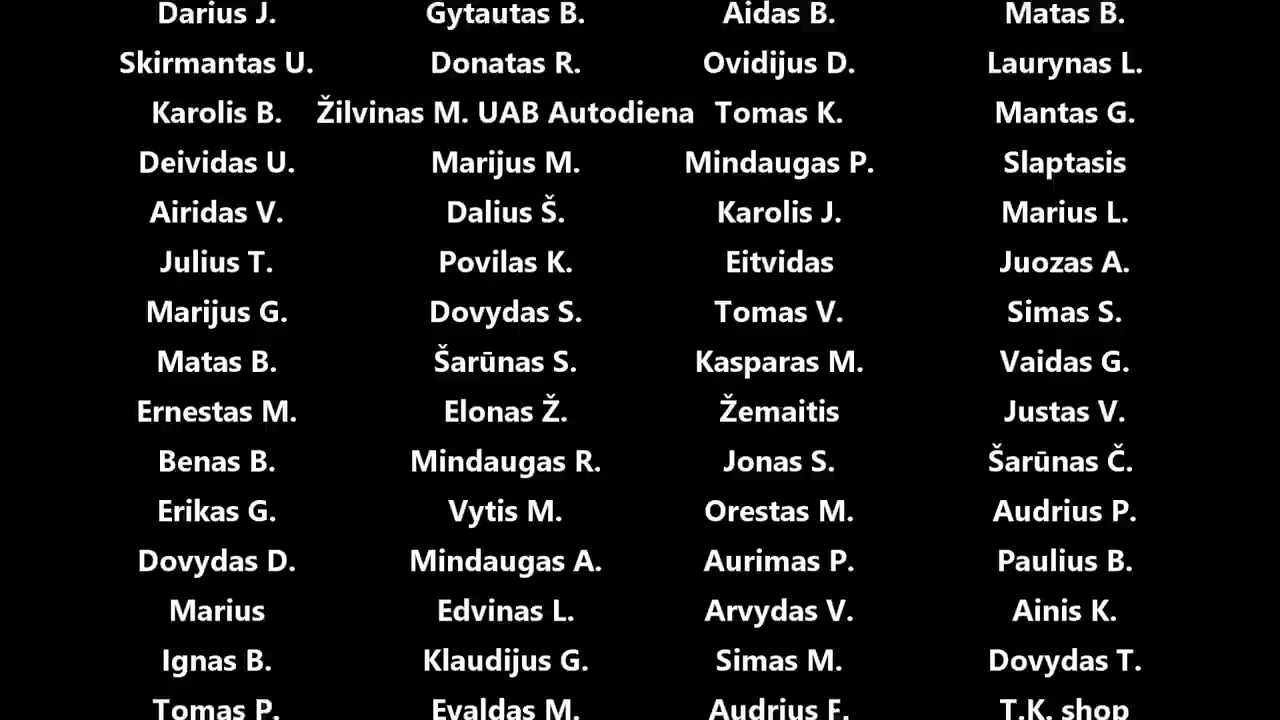 Darius J. Gytautas B. Aidas B. Matas B.
Skirmantas U. Donatas R. Ovidijus D. Laurynas L.
Karolis B. Žilvinas M. UAB Autodiena Tomas K. Mantas G.
Deividas U. Marijus M. Mindaugas P. Slaptasis
Airidas V. Dalius Š. Karolis J. Marius L.
Julius T. Povilas K. Eitvidas Juozas A.
Marijus G. Dovydas S. Tomas V. Simas S.
Matas B. Šarūnas S. Kasparas M. Vaidas G.
Ernestas M. Elonas Ž. Žemaitis Justas V.
Benas B. Mindaugas R. Jonas S. Šarūnas Č.
Erikas G. Vytis M. Orestas M. Audrius P.
Dovydas D. Mindaugas A. Aurimas P. Paulius B.
Marius Edvinas L. Arvydas V. Ainis K.
Ignas B. Klaudijus G. Simas M. Dovydas T.
Tomas P. Evaldas M. Audrius F. T.K. shop